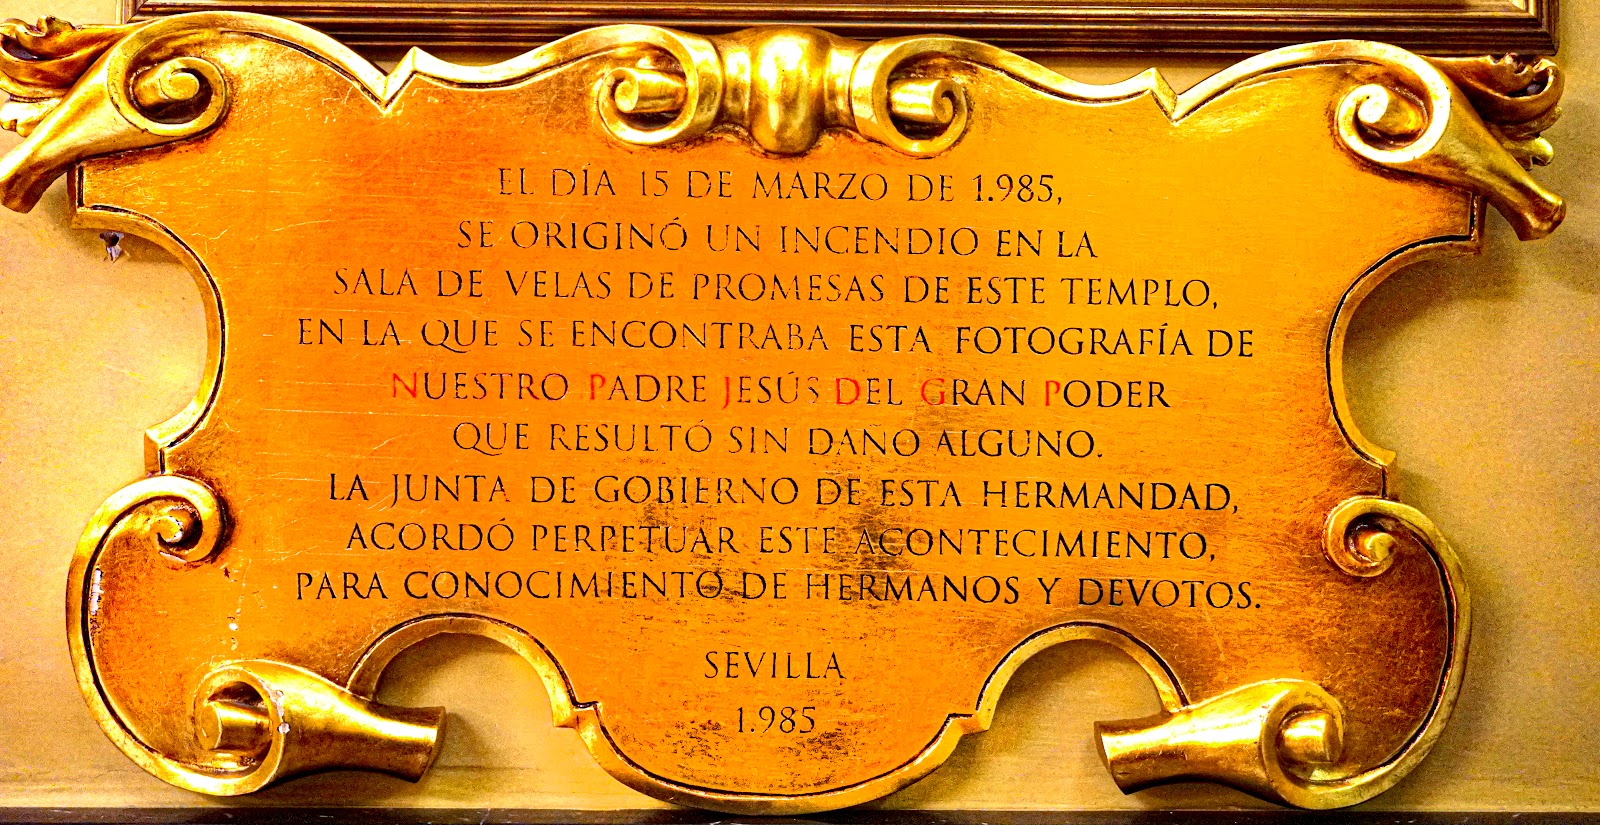 EL DÍA 15 DE MARZO DE 1.985,
SE ORIGINÓ UN INCENDIO EN LA
SALA DE VELAS DE PROMESAS DE ESTE TEMPLO,
EN LA QUE SE ENCONTRABA ESTA FOTOGRAFÍA DE
NUESTRO PADRE JESÚS DEL GRAN PODER
QUE RESULTÓ SIN DAÑO ALGUNO.
LA JUNTA DE GOBIERNO DE ESTA HERMANDAD,
ACORDÓ PERPETUAR ESTE ACONTECIMIENTO,
PARA CONOCIMIENTO DE HERMANOS Y DEVOTOS.
SEVILLA
1.985